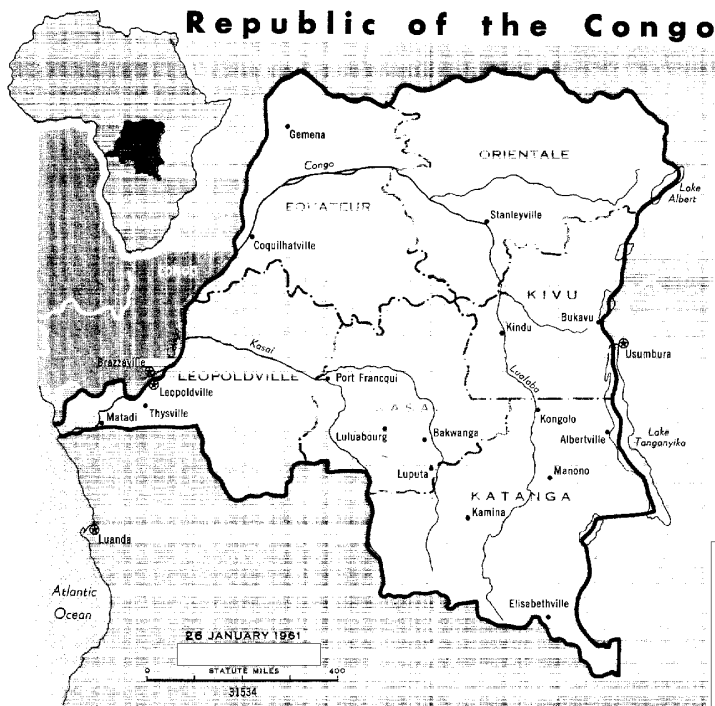 Republic of the Congo
Gemena
Congo
ORIENTALE
Lake
Albert
EQUATEUR
Stanleyville
Coquilhatville
KIVU
Bukavu
Kindu
Usumbura
Kasai
Lualaba
Brazzaville
LEOPOLDVILLE
Port Francqui
Leopoldville
Thysville
Matadi
Kongolo
Luluabourg
Bakwanga
Albertville
Lake
Tanganyika
Luputa
Manono
KATANGA
Kamina
Luanda
Atlantic
Ocean
Elisabethville
26 JANUARY 1961
STATUTE MILES
0 400
31534